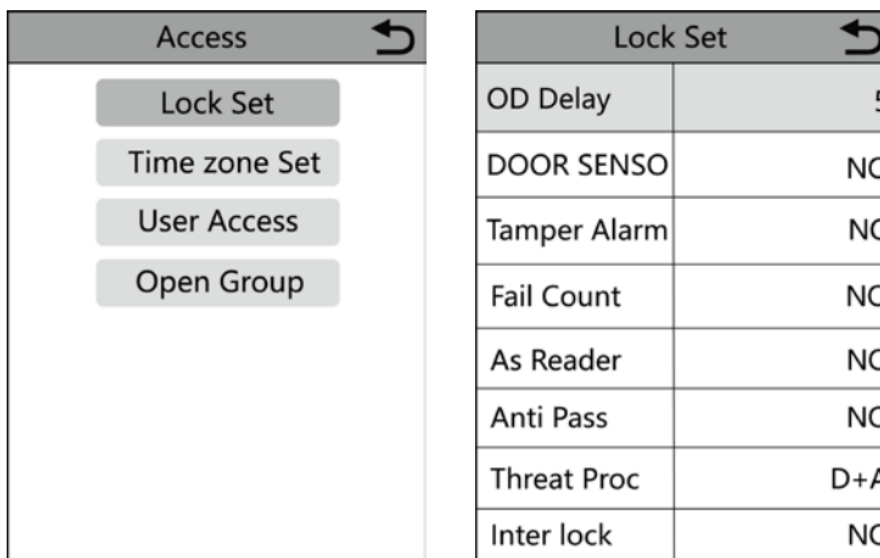 Access
Lock Set
Time zone Set
User Access
Open Group
Lock Set
OD Delay
DOOR SENSO
Tamper Alarm
Fail Count
As Reader
Anti Pass
Threat Proc
Inter lock